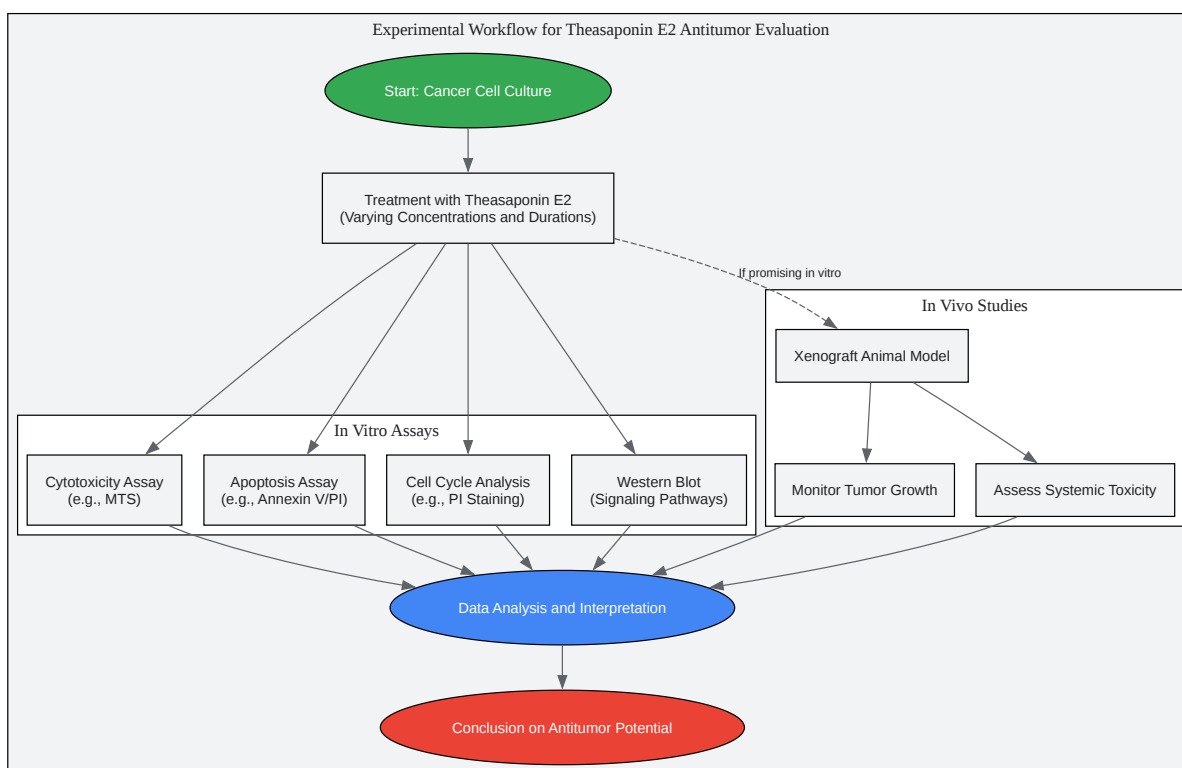 Experimental Workflow for Theasaponin E2 Antitumor Evaluation
Start: Cancer Cell Culture
Treatment with Theasaponin E2
(Varying Concentrations and Durations)
If promising in vitro
In Vivo Studies
Xenograft Animal Model
In Vitro Assays
Cytotoxicity Assay
(e.g., MTS)
Apoptosis Assay
(e.g., Annexin V/PI)
Cell Cycle Analysis
(e.g., PI Staining)
Western Blot
(Signaling Pathways)
Monitor Tumor Growth
Assess Systemic Toxicity
Data Analysis and Interpretation
Conclusion on Antitumor Potential